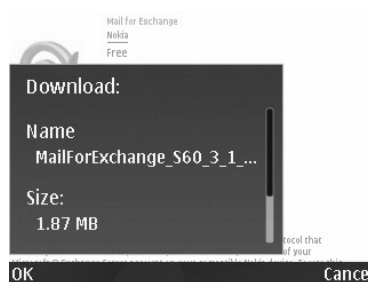 Mail for Exchange
Nokia
Free
Download:
Name
MailForExchange_S60_3_1_...
Size:
1.87 MB
tocol that
of your
OK
Cance